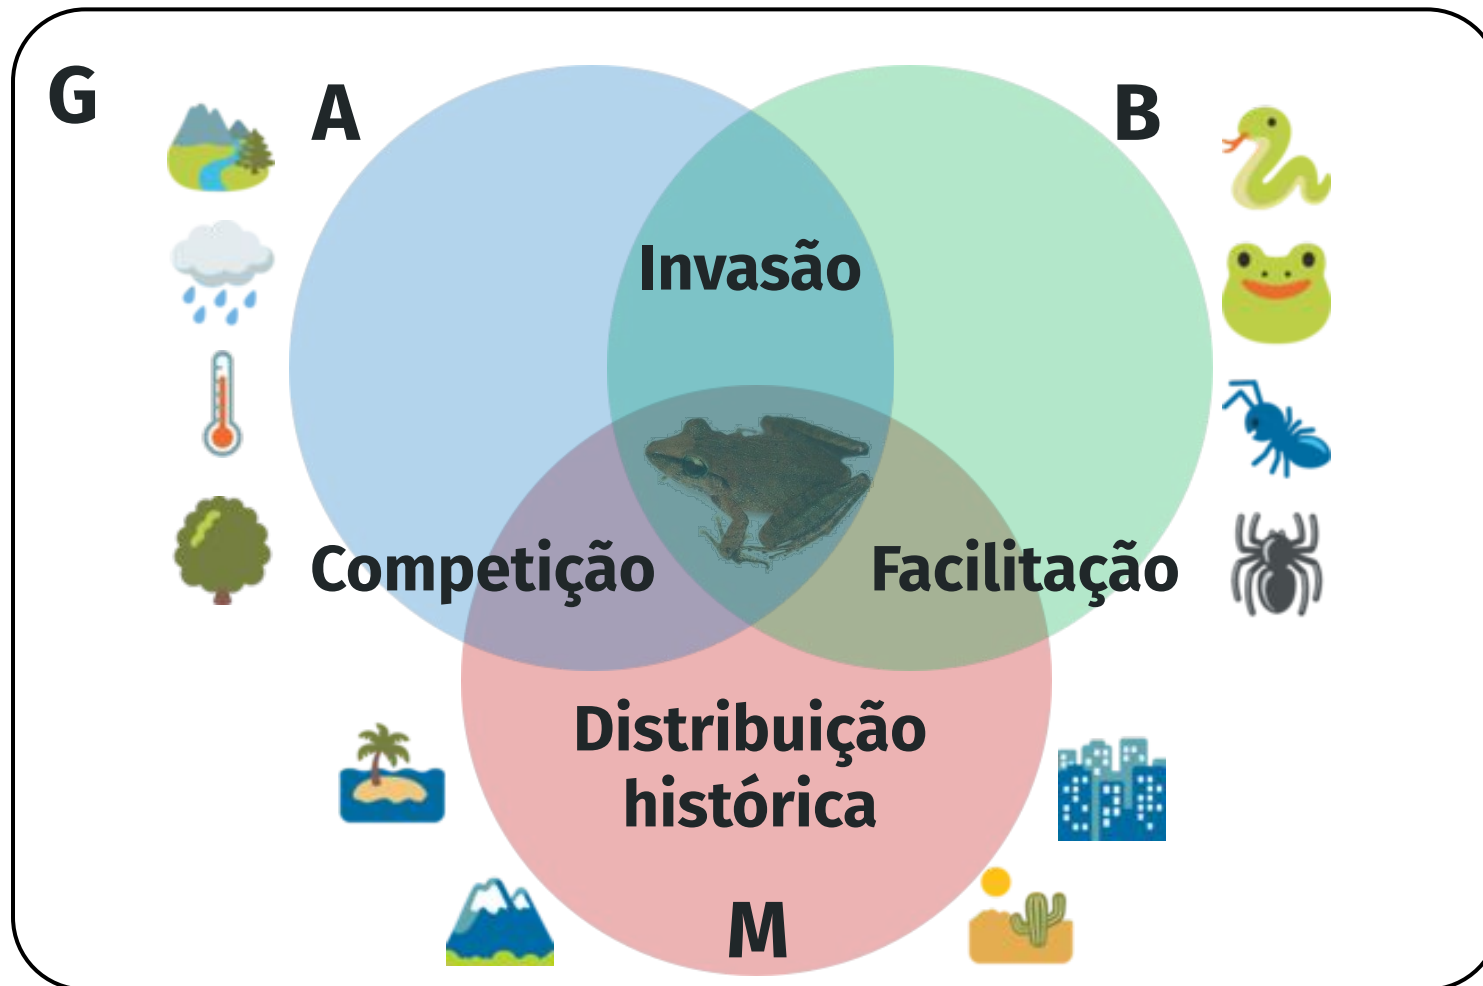 G
A
B
Invasão
Competição
Facilitação
Distribuição
histórica
M